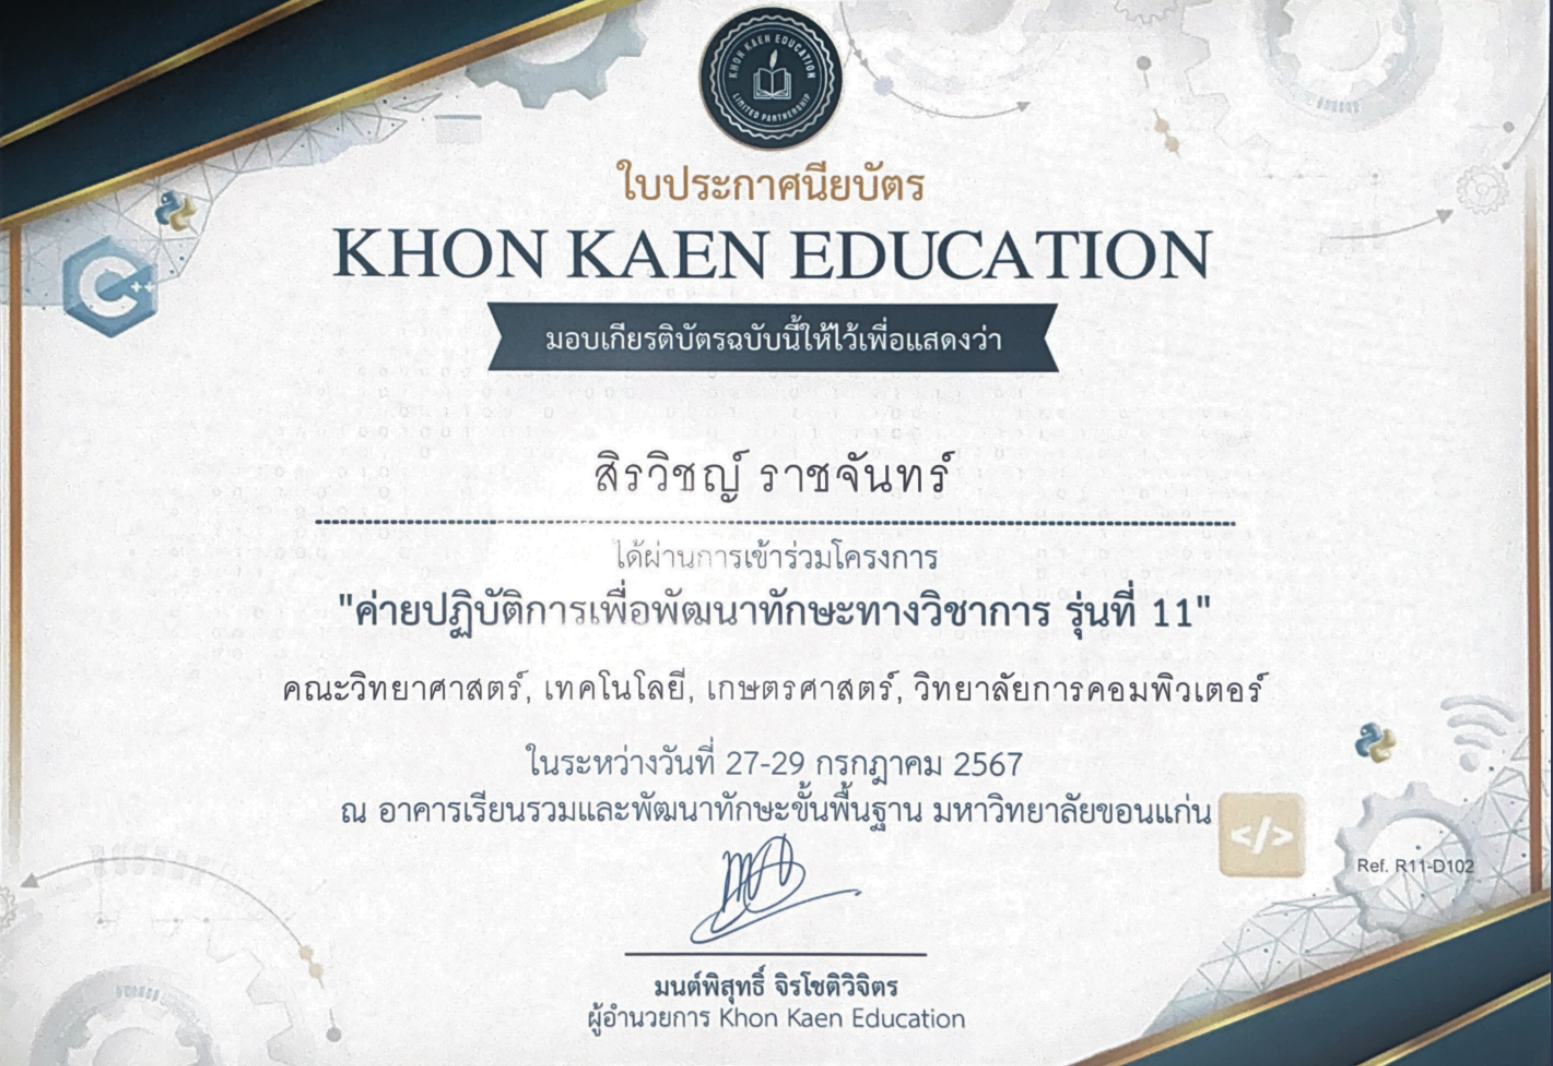 KHON KAEN EDUCATION
LIMITED PARTNERSHIP
ใบประกาศนียบัตร
KHON KAEN EDUCATION
มอบเกียรติบัตรฉบับนี้ให้ไว้เพื่อแสดงว่า
สิรวิชญ์ ราชจันทร์
ได้ผ่านการเข้าร่วมโครงการ
"ค่ายปฏิบัติการเพื่อพัฒนาทักษะทางวิชาการ รุ่นที่ 11"
คณะวิทยาศาสตร์, เทคโนโลยี, เกษตรศาสตร์, วิทยาลัยการคอมพิวเตอร์
ในระหว่างวันที่ 27-29 กรกฎาคม 2567
ณ อาคารเรียนรวมและพัฒนาทักษะขั้นพื้นฐาน มหาวิทยาลัยขอนแก่น
C++
</>
Ref. R11-D102
มนต์พิสุทธิ์ จิรโชติวิจิตร
ผู้อำนวยการ Khon Kaen Education